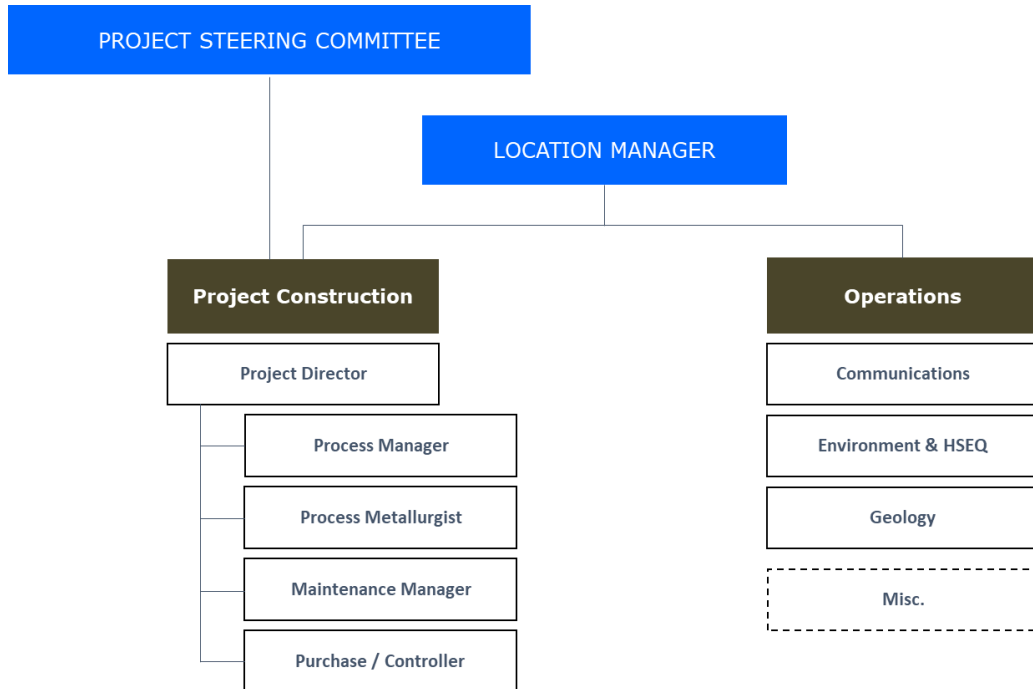 PROJECT STEERING COMMITTEE
LOCATION MANAGER
Project Construction
Project Director
Process Manager
Process Metallurgist
Maintenance Manager
Purchase / Controller
Operations
Communications
Environment & HSEQ
Geology
Misc.